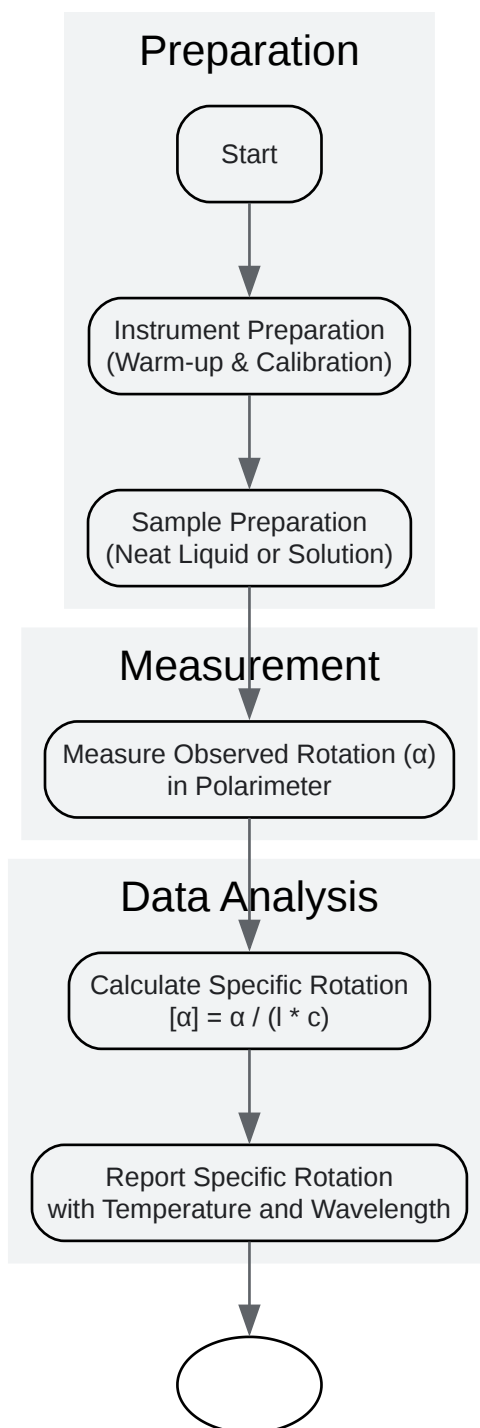 Preparation
Start
Instrument Preparation
(Warm-up & Calibration)
Sample Preparation
(Neat Liquid or Solution)
Measurement
Measure Observed Rotation (α)
in Polarimeter
Data Analysis
Calculate Specific Rotation
[α] = α / (l * c)
Report Specific Rotation
with Temperature and Wavelength